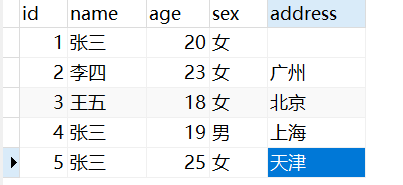 id name age sex address
1 张三 20 女
2 李四 23 女 广州
3 王五 18 女 北京
4 张三 19 男 上海
5 张三 25 女 天津